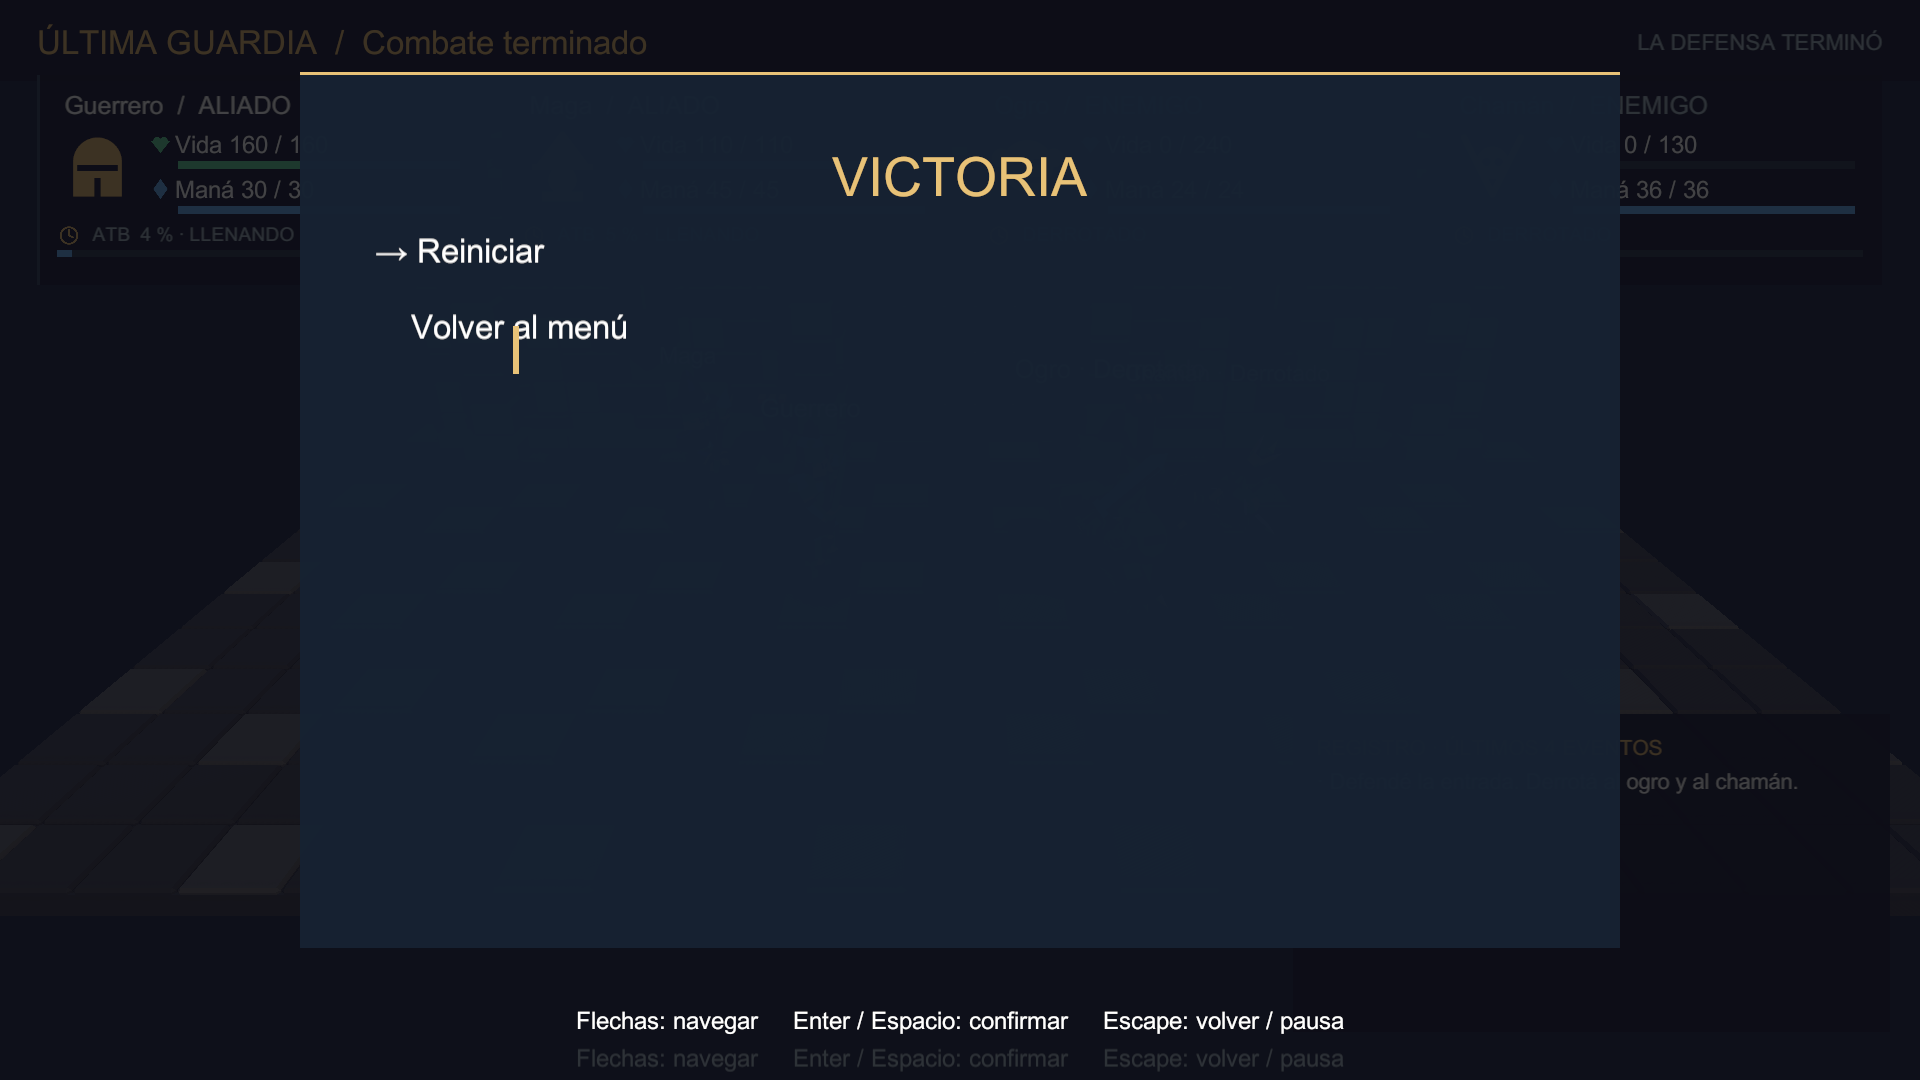 ÚLTIMA GUARDIA / Combate terminado
LA DEFENSA TERMINÓ
Guerrero / ALIADO
Vida 160 / 1
Maná 30 / 3
ATB 4 % · LLENANDO
EMIGO
0 / 130
á 36 / 36
VICTORIA
→ Reiniciar
Volver al menú
TOS
ogro y al chamán.
Flechas: navegar Enter / Espacio: confirmar Escape: volver / pausa
Flechas: navegar Enter / Espacio: confirmar Escape: volver / pausa